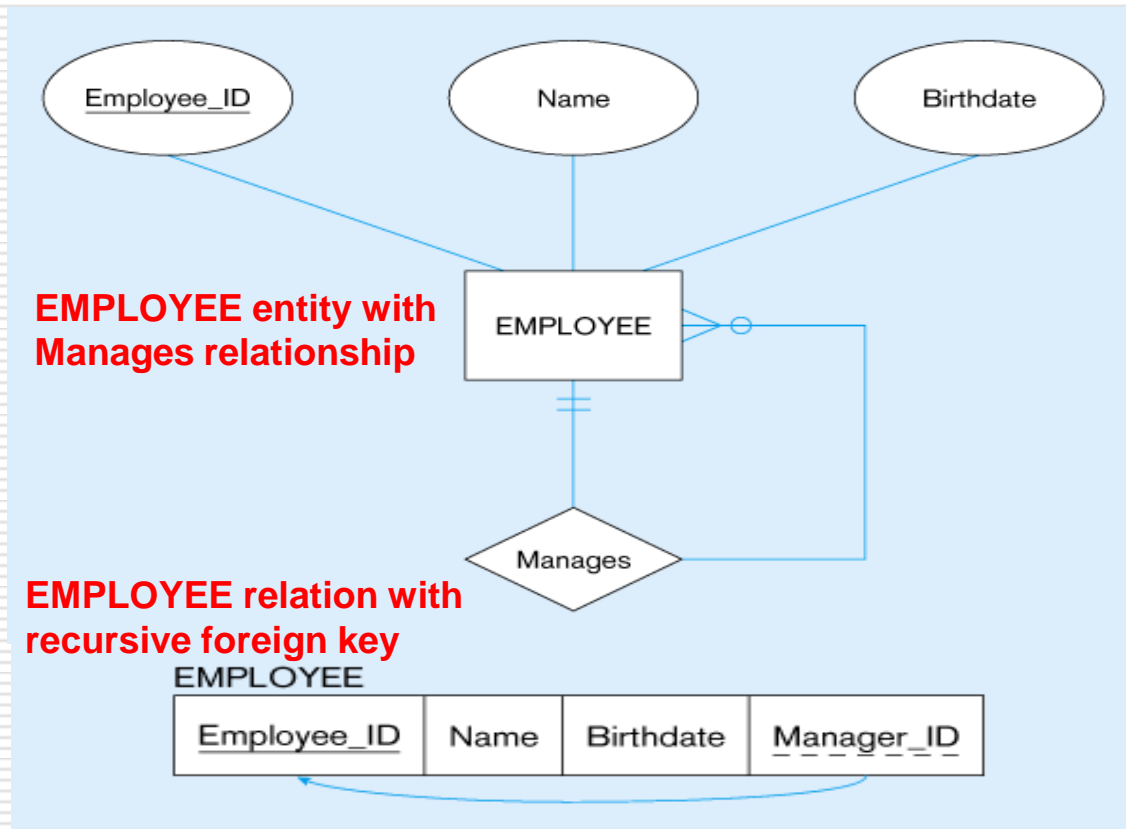 Employee_ID
Name
Birthdate
EMPLOYEE entity with
Manages relationship
EMPLOYEE
Manages
EMPLOYEE relation with
recursive foreign key
EMPLOYEE
Employee_ID Name Birthdate Manager_ID